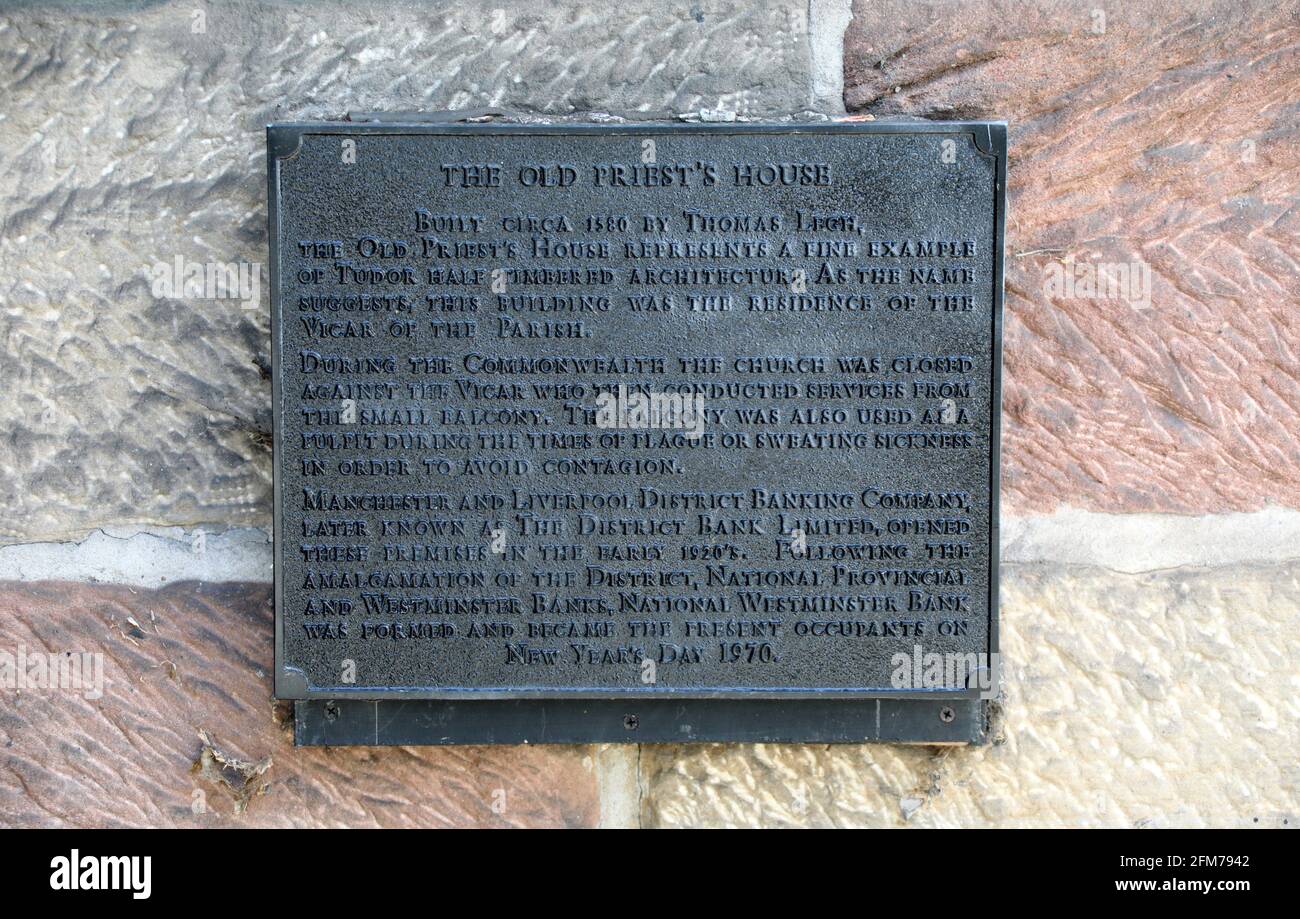 THE OLD PRIEST'S HOUSE
BUILT CIRCA 1580 BY THOMAS LEGH,
THE OLD PRIEST'S HOUSE REPRESENTS A FINE EXAMPLE
OF TUDOR HALF TIMBERED ARCHITECTURE. AS THE NAME
SUGGESTS, THIS BUILDING WAS THE RESIDENCE OF THE
VICAR OF THE PARISH.
DURING THE COMMONWEALTH THE CHURCH WAS CLOSED
AGAINST THE VICAR WHO THEN CONDUCTED SERVICES FROM
THE SMALL BALCONY. THE BALCONY WAS ALSO USED AS A
PULPIT DURING THE TIMES OF PLAGUE OR SWEATING SICKNESS
IN ORDER TO AVOID CONTAGION.
MANCHESTER AND LIVERPOOL DISTRICT BANKING COMPANY,
LATER KNOWN AS THE DISTRICT BANK LIMITED, OPENED
THESE PREMISES IN THE EARLY 1920'S. FOLLOWING THE
AMALGAMATION OF THE DISTRICT, NATIONAL PROVINCIAL
AND WESTMINSTER BANKS, NATIONAL WESTMINSTER BANK
WAS FORMED AND BECAME THE PRESENT OCCUPANTS ON
NEW YEAR'S DAY 1970.
alamy
alamy
Image ID: 2F7M7942
www.alamy.com